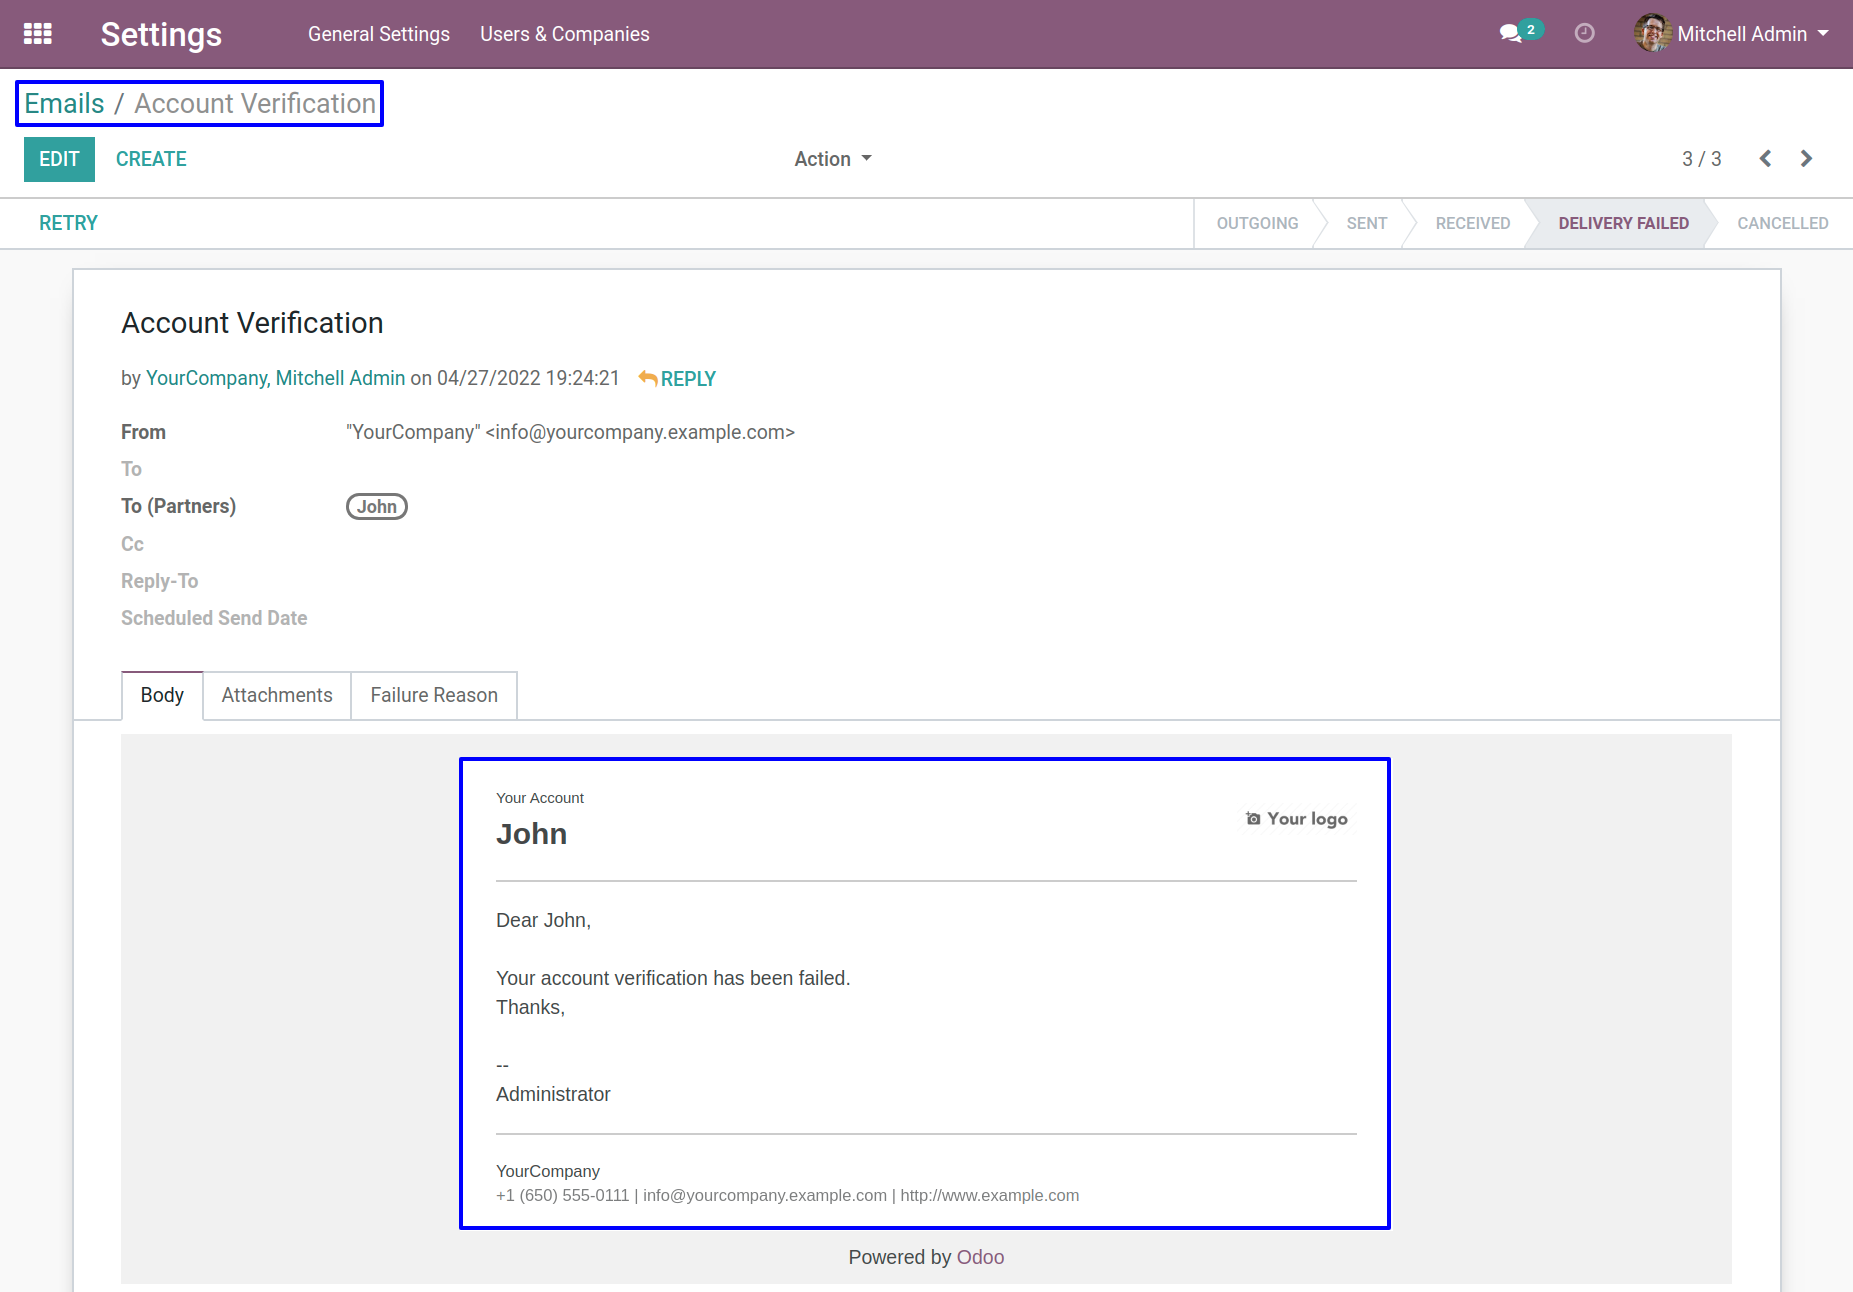 Settings General Settings Users & Companies 2 Mitchell Admin
Emails / Account Verification
EDIT CREATE Action 3 / 3
RETRY OUTGOING SENT RECEIVED DELIVERY FAILED CANCELLED
Account Verification
by YourCompany, Mitchell Admin on 04/27/2022 19:24:21 REPLY
From "YourCompany" <info@yourcompany.example.com>
To
To (Partners) John
Cc
Reply-To
Scheduled Send Date
Body Attachments Failure Reason
Your Account
John
Your logo
Dear John,
Your account verification has been failed.
Thanks,
--
Administrator
YourCompany
+1 (650) 555-0111 | info@yourcompany.example.com | http://www.example.com
Powered by Odoo